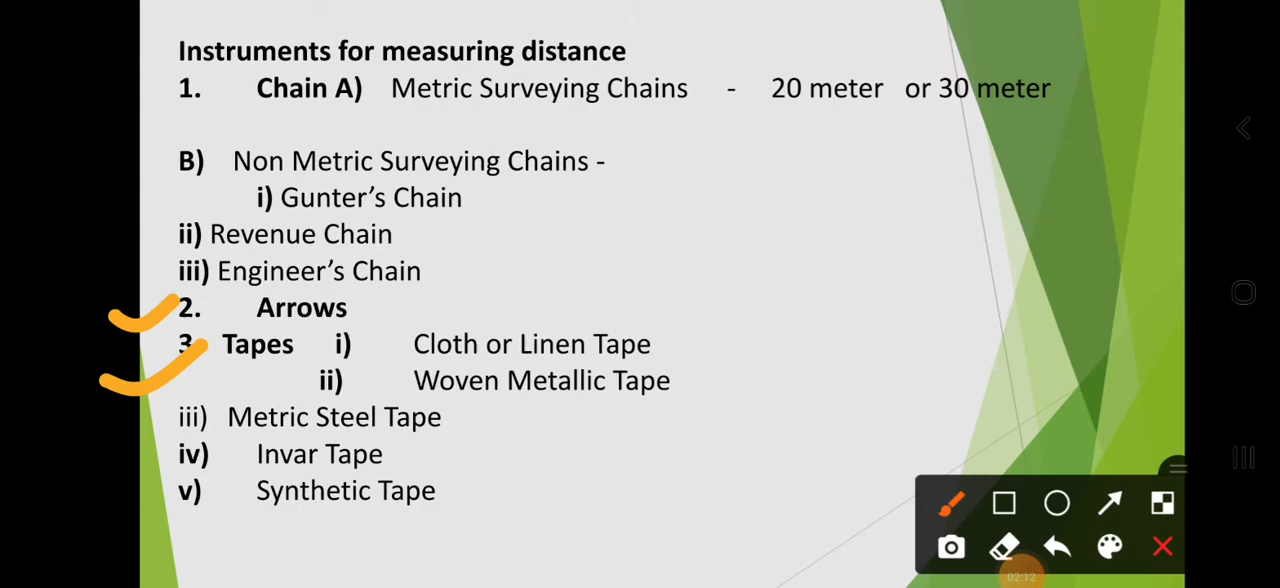 Instruments for measuring distance
1. Chain A) Metric Surveying Chains - 20 meter or 30 meter
B) Non Metric Surveying Chains -
i) Gunter’s Chain
ii) Revenue Chain
iii) Engineer’s Chain
2. Arrows
3. Tapes i) Cloth or Linen Tape
ii) Woven Metallic Tape
iii) Metric Steel Tape
iv) Invar Tape
v) Synthetic Tape
02:12